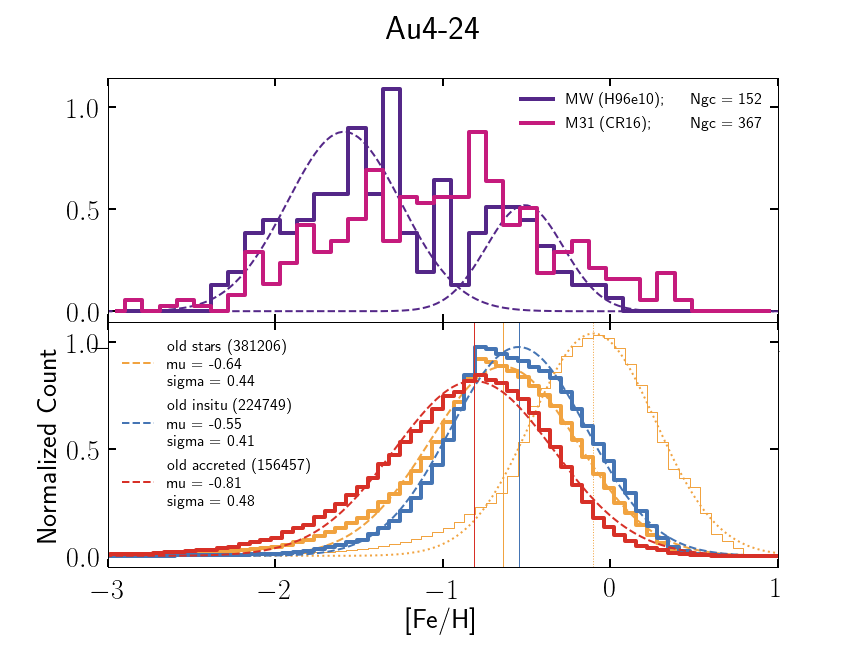 Au4-24
MW (H96e10); Ngc = 152
M31 (CR16); Ngc = 367
1.0
0.5
0.0
1.0
0.5
0.0
old stars (381206)
mu = -0.64
sigma = 0.44
old insitu (224749)
mu = -0.55
sigma = 0.41
old accreted (156457)
mu = -0.81
sigma = 0.48
Normalized Count
−3 −2 −1 0 1
[Fe/H]